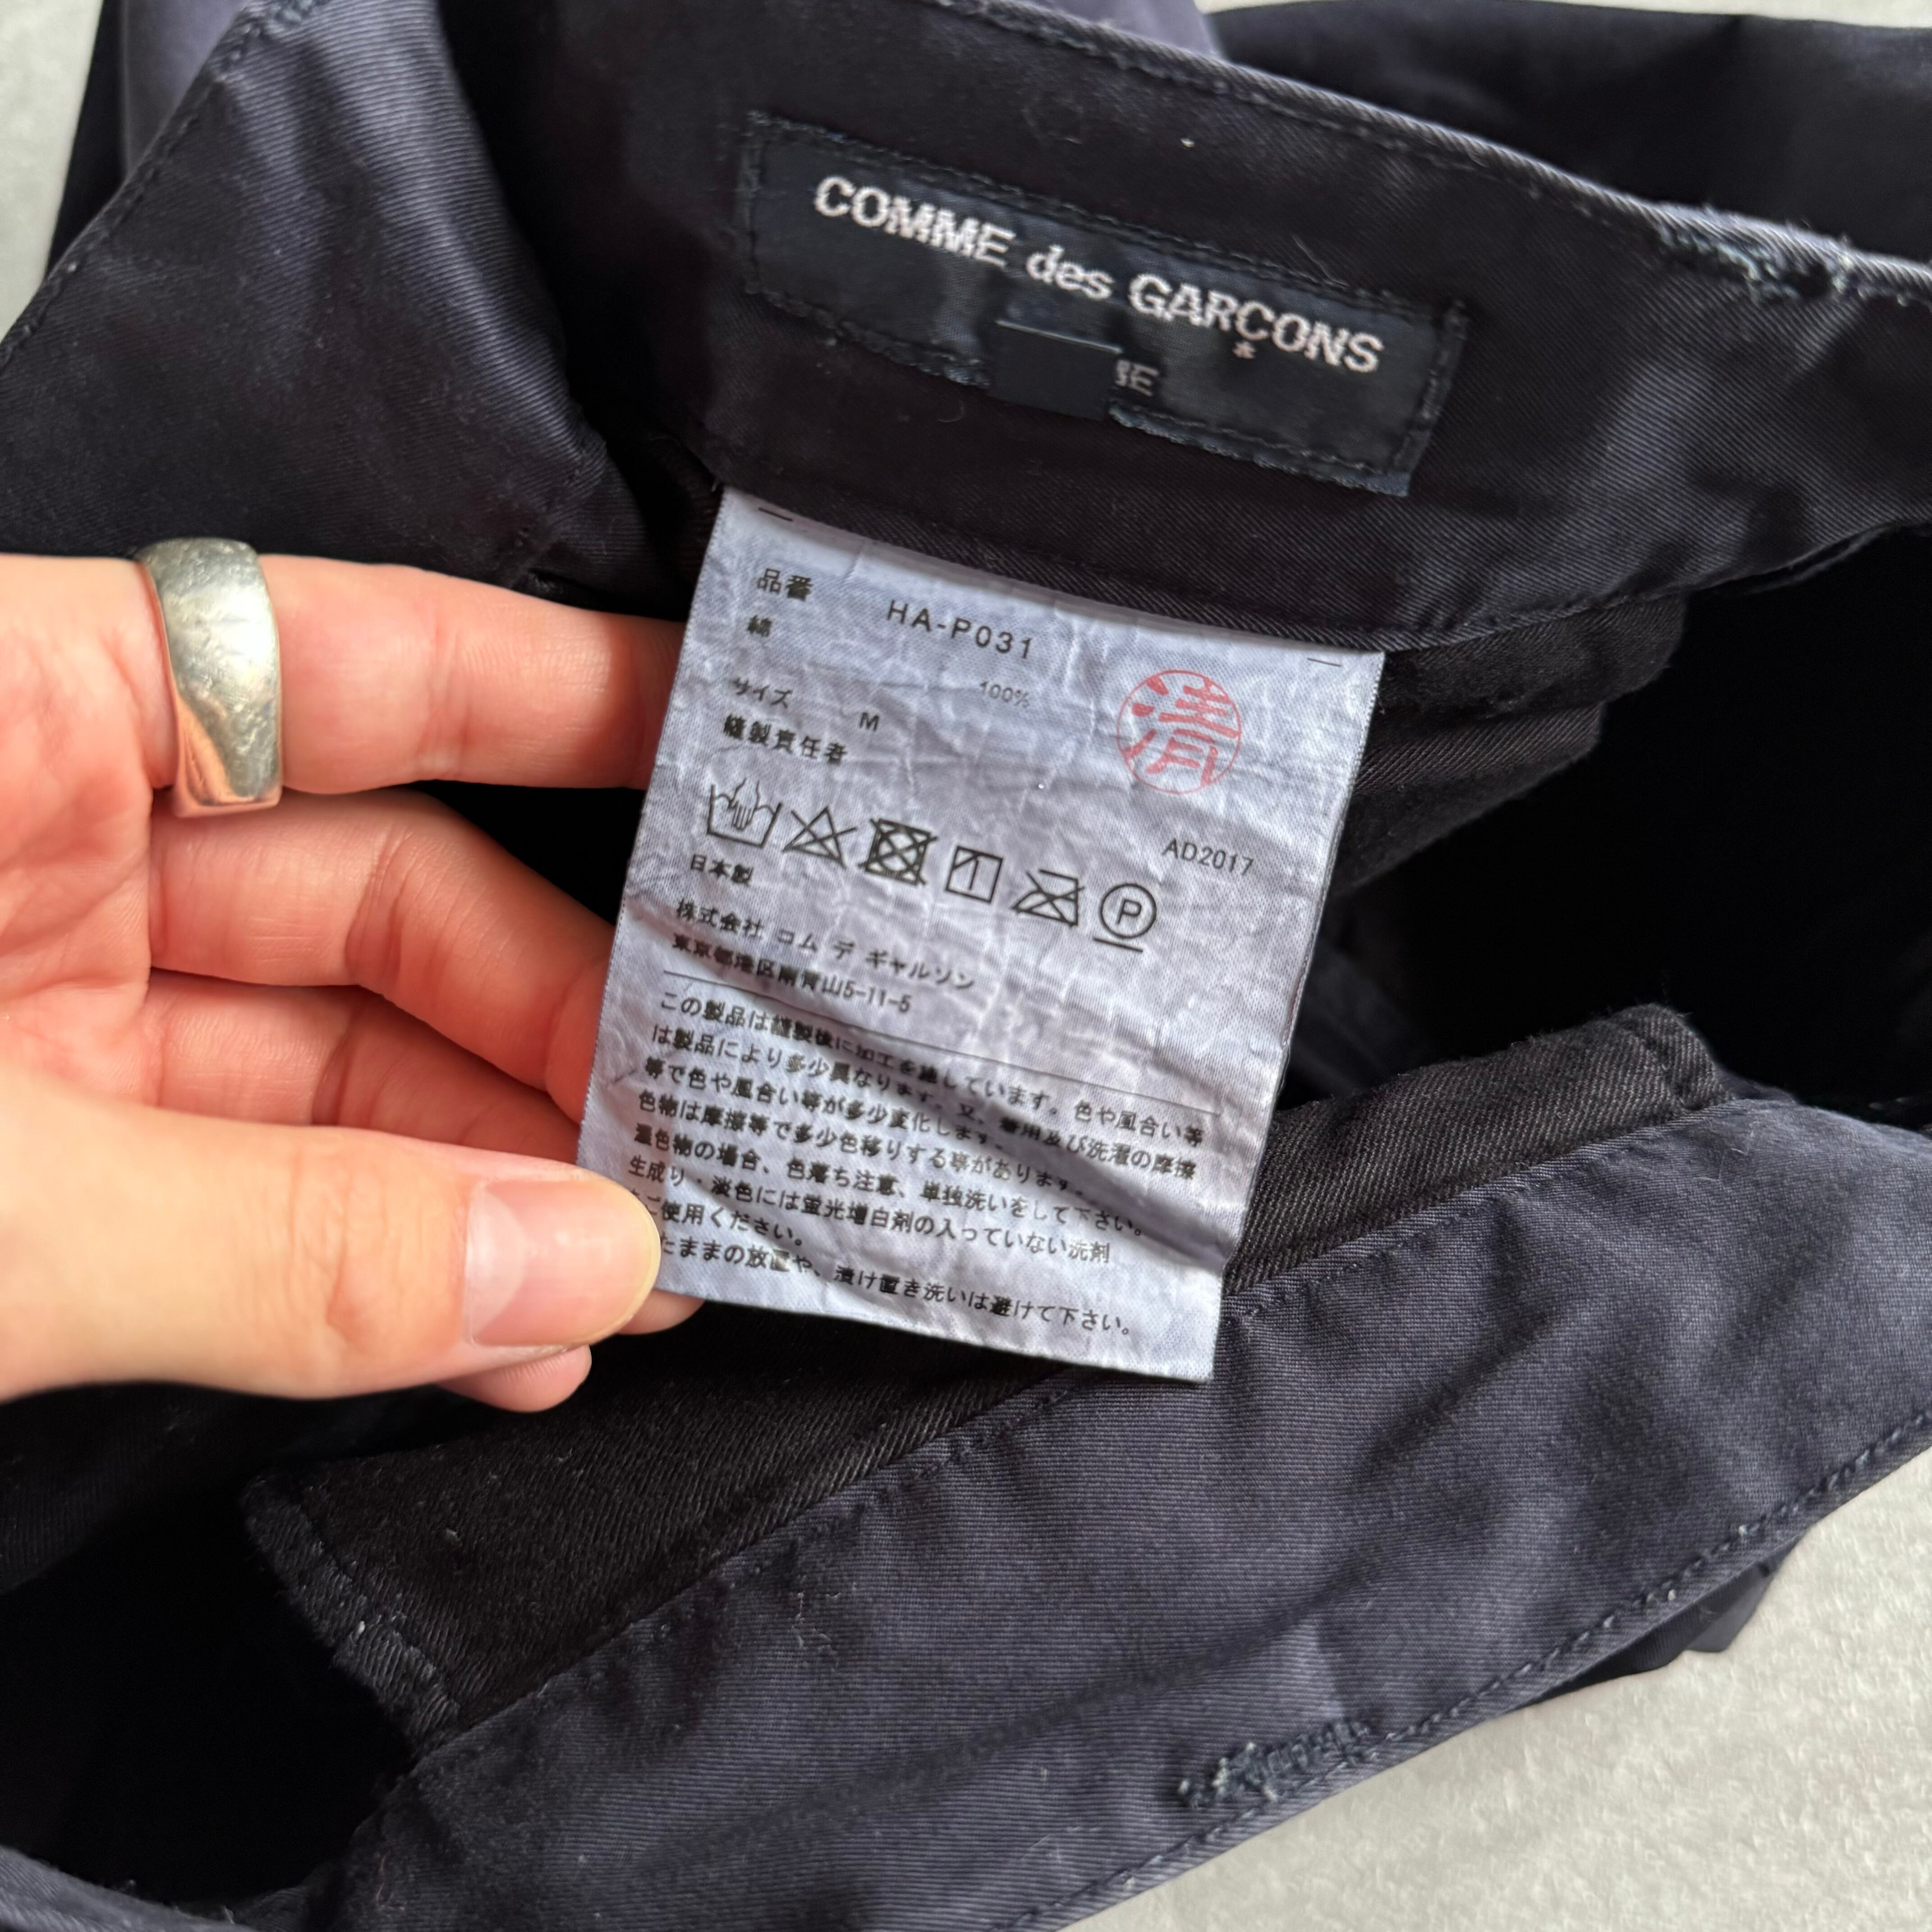 COMME des GARÇONS
品番 HA-P031
綿 100%
サイズ M
縫製責任者 清
AD2017
P
日本製
株式会社 コム デ ギャルソン
東京都港区南青山5-11-5
この製品は縫製後に加工を施しています。色や風合い等
は製品により多少異なります。又、着用及び洗濯の摩擦
等で色や風合い等が多少変化します。
色物は摩擦等で多少色移りする事があります。
濃色物の場合、色落ち注意、単独洗いをして下さい。
生成り・淡色には蛍光増白剤の入っていない洗剤
ご使用ください。
たままの放置や、漬け置き洗いは避けて下さい。